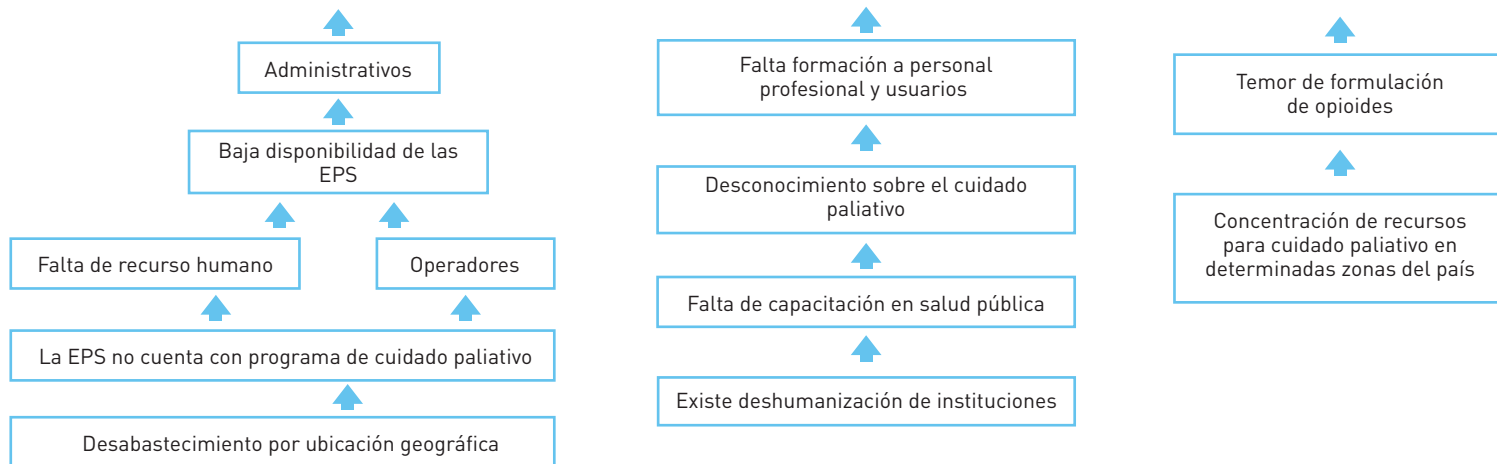 Administrativos
Baja disponibilidad de las
EPS
Falta de recurso humano
Operadores
La EPS no cuenta con programa de cuidado paliativo
Desabastecimiento por ubicación geográfica
Falta formación a personal
profesional y usuarios
Desconocimiento sobre el cuidado
paliativo
Falta de capacitación en salud pública
Existe deshumanización de instituciones
Temor de formulación
de opioides
Concentración de recursos
para cuidado paliativo en
determinadas zonas del país